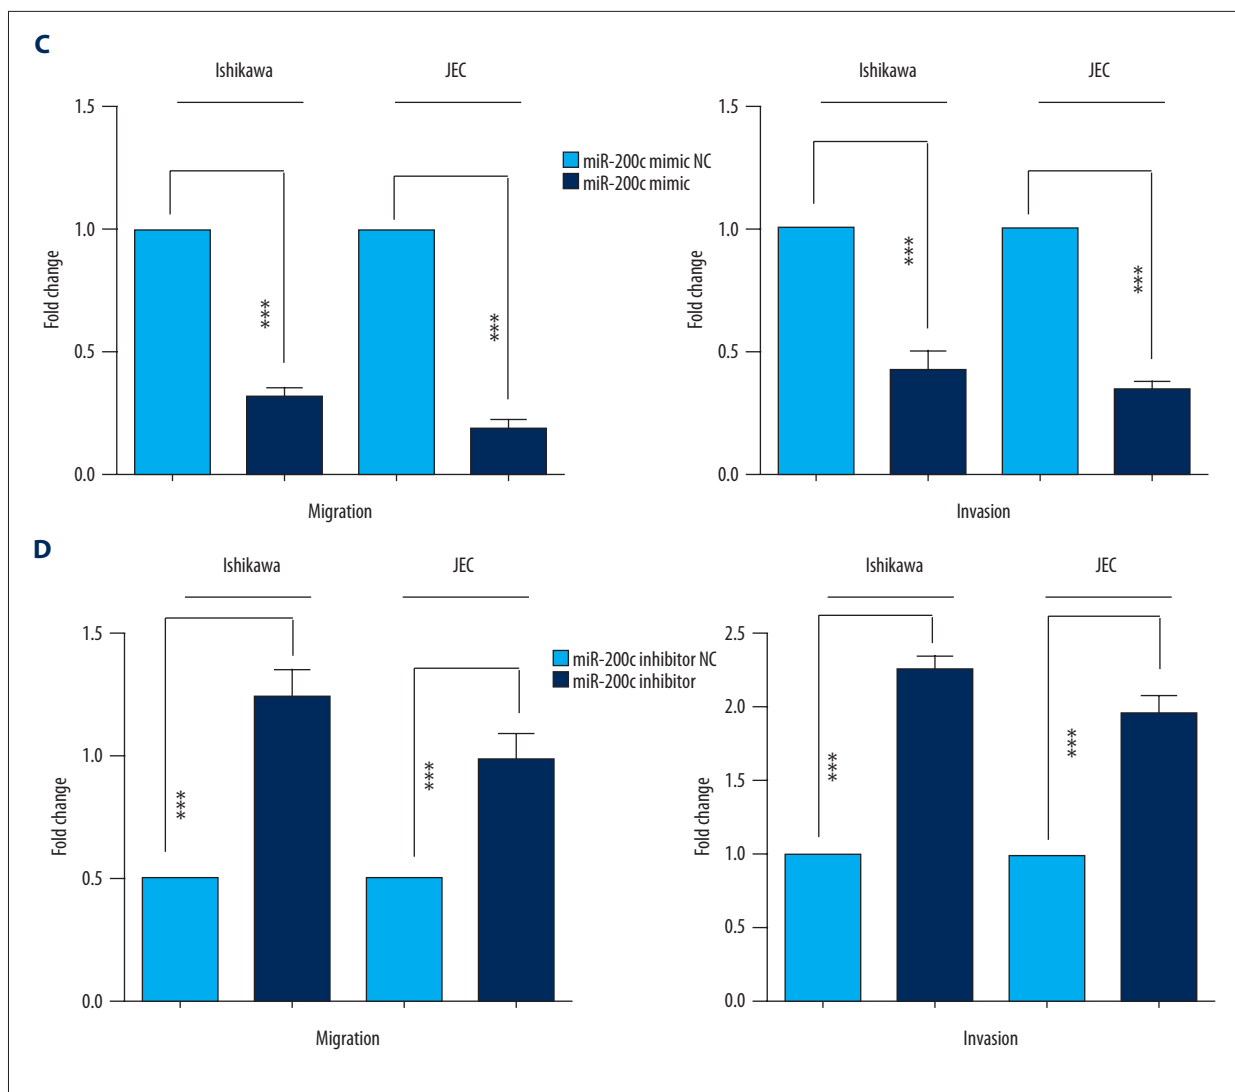 C
Ishikawa
JEC
1.5
1.0
0.5
0.0
Fold change
***
***
Migration
miR-200c mimic NC
miR-200c mimic
Ishikawa
JEC
1.5
1.0
0.5
0.0
Fold change
***
***
Invasion
D
Ishikawa
JEC
1.5
1.0
0.5
0.0
Fold change
***
***
Migration
miR-200c inhibitor NC
miR-200c inhibitor
Ishikawa
JEC
2.5
2.0
1.5
1.0
0.5
0.0
Fold change
***
***
Invasion